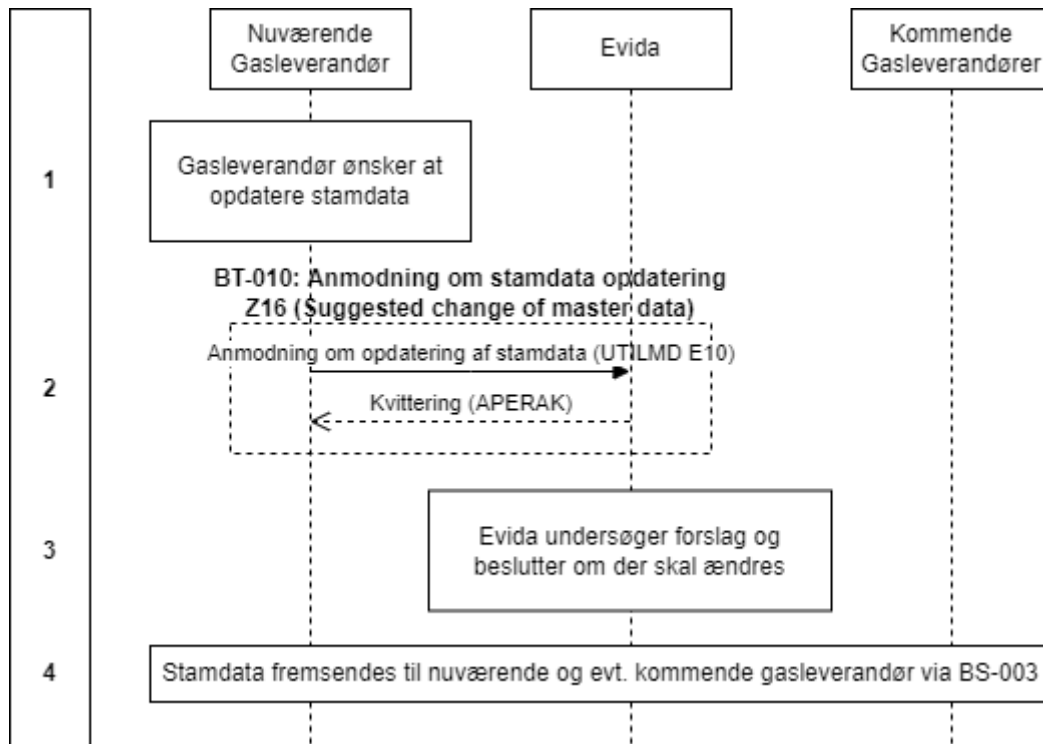 Nuværende
Gasleverandør
Evida
Kommende
Gasleverandører
1
Gasleverandør ønsker at
opdatere stamdata
BT-010: Anmodning om stamdata opdatering
Z16 (Suggested change of master data)
2
Anmodning om opdatering af stamdata (UTILMD E10)
Kvittering (APERAK)
3
Evida undersøger forslag og
beslutter om der skal ændres
4
Stamdata fremsendes til nuværende og evt. kommende gasleverandør via BS-003